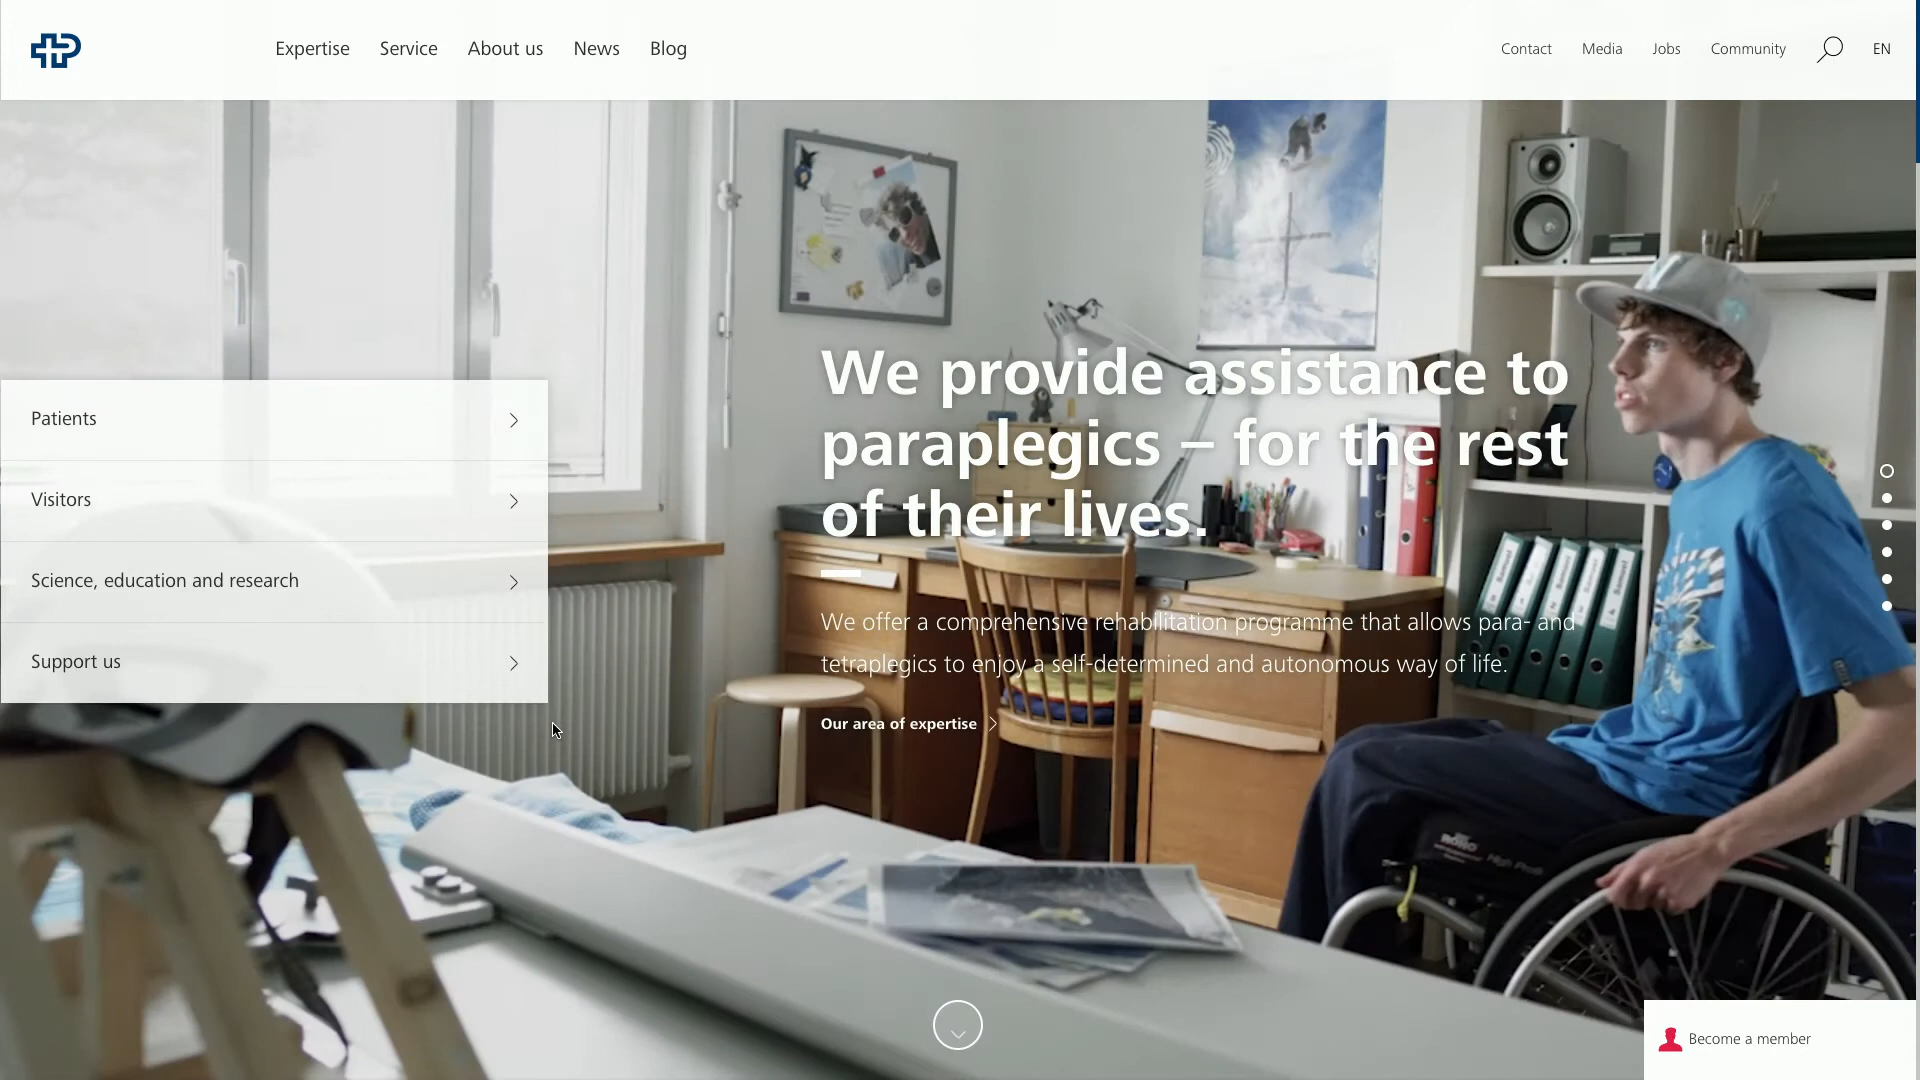 Expertise Service About us News Blog
Contact Media Jobs Community EN
We provide assistance to
paraplegics – for the rest
of their lives.
We offer a comprehensive rehabilitation programme that allows para- and
tetraplegics to enjoy a self-determined and autonomous way of life.
Our area of expertise
Patients
Visitors
Science, education and research
Support us
Become a member